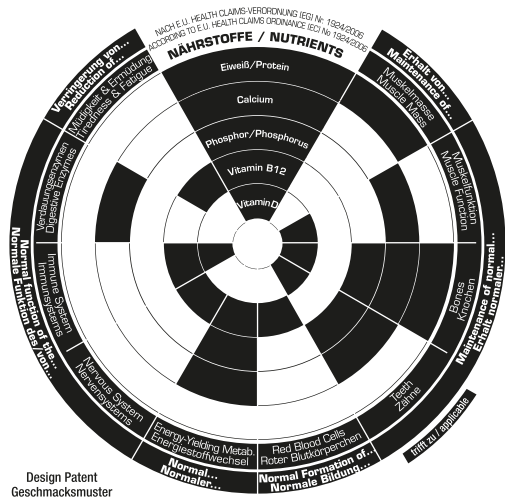 NACH E.U. HEALTH CLAIMS-VERORDNUNG (EG) Nr. 1924/2006
ACCORDING TO E.U. HEALTH CLAIMS ORDINANCE (EC) No 1924/2006
NÄHRSTOFFE / NUTRIENTS
Eiweiß/Protein
Calcium
Phosphor/Phosphorus
Vitamin B12
Vitamin D
Erhalt von...
Maintenance of...
Muskelmasse
Muscle Mass
Muskelfunktion
Muscle Function
Bones
Knochen
Teeth
Zähne
Maintenance of normal...
Erhalt normaler...
trifft zu / applicable
Red Blood Cells
Roter Blutkörperchen
Normal Formation of...
Normale Bildung...
Energy-Yielding Metab.
Energiestoffwechsel
Normal...
Normaler...
Nervous System
Nervensystems
Immune System
Immunsystems
Verdauungsenzymen
Digestive Enzymes
Normal function of the...
Normale Funktion des/von...
Verringerung von...
Reduction of...
Müdigkeit & Ermüdung
Tiredness & Fatigue
Design Patent
Geschmacksmuster